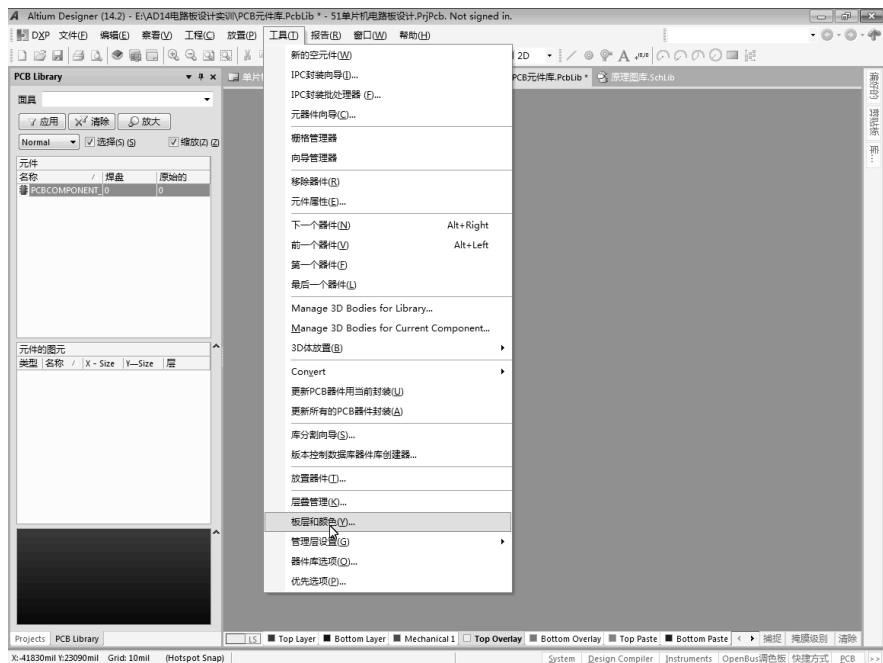 Altium Designer (14.2) - E:\AD14电路板设计实训\PCB元件库.PcbLib * - 51单片机电路板设计.PrjPcb. Not signed in.
DXP 文件(F) 编辑(E) 察看(V) 工程(C) 放置(P) 工具(T) 报告(R) 窗口(W) 帮助(H)
2D
PCB Library
单片
PCB元件库.PcbLib * 原理图库.SchLib
面具
应用 清除 放大
Normal 选择(S) (S) 缩放(Z) (Z)
元件
名称 / 焊盘 原始的
PCBCOMPONENT_ 0 0
元件的图元
类型 名称 / X - Size Y—Size 层
新的空元件(W)
IPC封装向导(I)...
IPC封装批处理器 (F)...
元器件向导(C)...
栅格管理器
向导管理器
移除器件(R)
元件属性(E)...
下一个器件(N) Alt+Right
前一个器件(V) Alt+Left
第一个器件(F)
最后一个器件(L)
Manage 3D Bodies for Library...
Manage 3D Bodies for Current Component...
3D体放置(B)
Convert
更新PCB器件用当前封装(U)
更新所有的PCB器件封装(A)
库分割向导(S)...
版本控制数据库器件库创建器...
放置器件(T)...
层叠管理(K)...
板层和颜色(Y)...
管理层设置(G)
器件库选项(O)...
优先选项(P)...
偏好的
剪贴板
库...
Projects PCB Library
LS Top Layer Bottom Layer Mechanical 1 Top Overlay Bottom Overlay Top Paste Bottom Paste 捕捉 掩膜级别 清除
X:-41830mil Y:23090mil Grid: 10mil (Hotspot Snap)
System Design Compiler Instruments OpenBus调色板 快捷方式 PCB >>